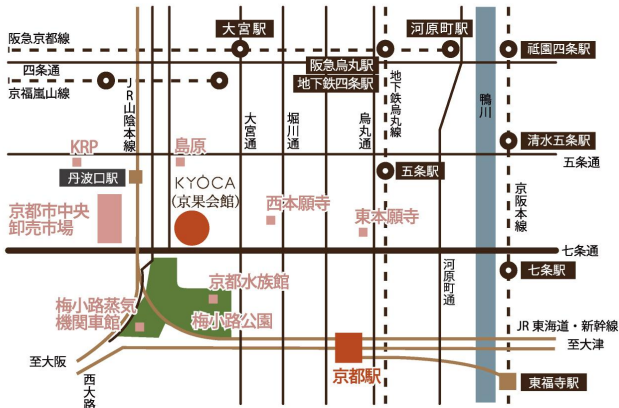 大宮駅
河原町駅
阪急京都線
祗園四条駅
阪急烏丸駅
四条通
地下鉄四条駅
京福嵐山線
JR山陰本線
大宮通
堀川通
烏丸通
地下鉄烏丸線
鴨川
清水五条駅
KRP
島原
五条通
丹波口駅
五条駅
KYŌCA
(京果会館)
京都市中央
卸売市場
西本願寺
東本願寺
京阪本線
七条通
河原町通
七条駅
京都水族館
梅小路蒸気
機関車館
梅小路公園
JR東海道・新幹線
至大津
至大阪
京都駅
西大路
東福寺駅